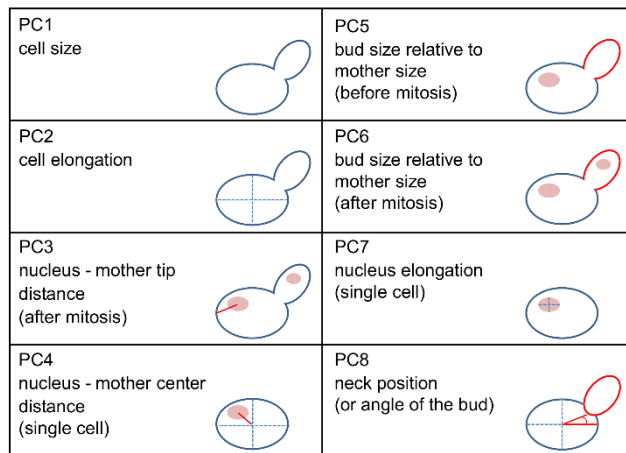 PC1
cell size
PC2
cell elongation
PC3
nucleus - mother tip
distance
(after mitosis)
PC4
nucleus - mother center
distance
(single cell)
PC5
bud size relative to
mother size
(before mitosis)
PC6
bud size relative to
mother size
(after mitosis)
PC7
nucleus elongation
(single cell)
PC8
neck position
(or angle of the bud)